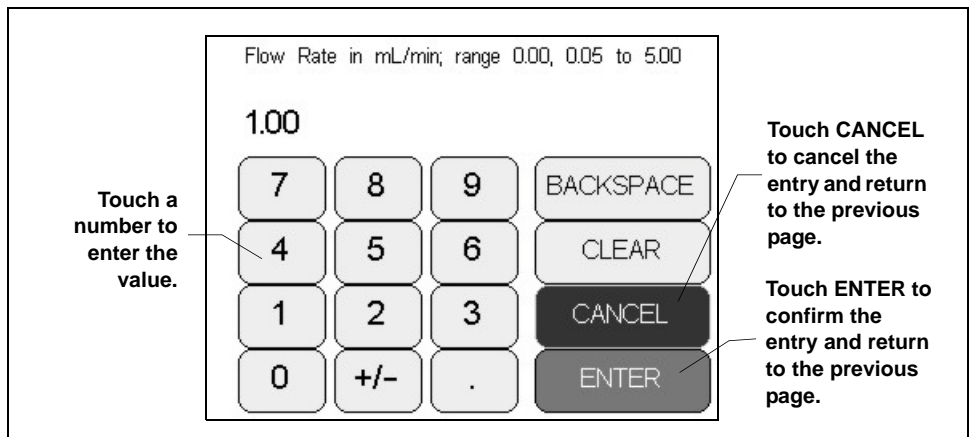 Flow Rate in mL/min; range 0.00, 0.05 to 5.00
1.00
7 8 9 BACKSPACE
4 5 6 CLEAR
1 2 3 CANCEL
0 +/− . ENTER
Touch a
number to
enter the
value.
Touch CANCEL
to cancel the
entry and return
to the previous
page.
Touch ENTER to
confirm the
entry and return
to the previous
page.